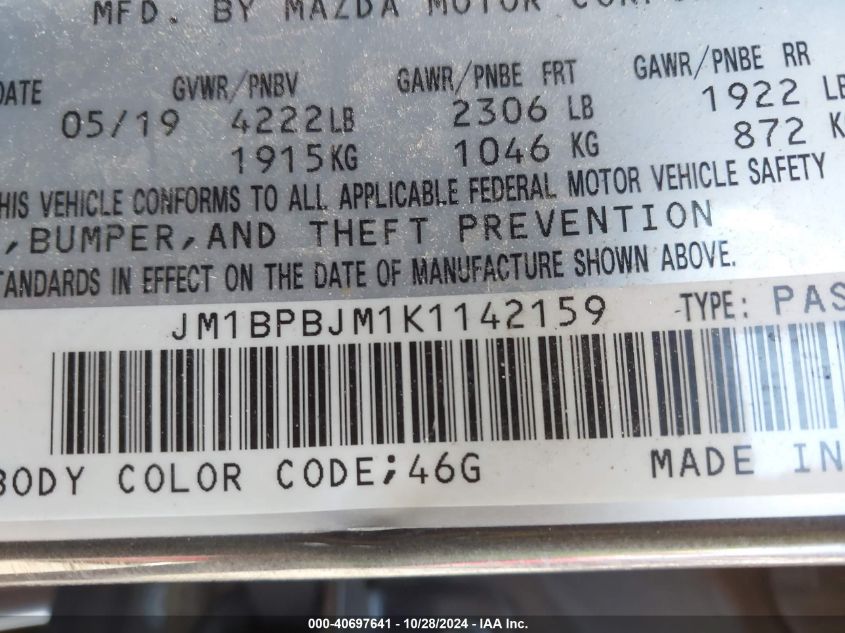 MFD. BY MAZDA MOTOR
DATE GVWR/PNBV GAWR/PNBE FRT GAWR/PNBE RR
05/19 4222LB 2306 LB 1922 LB
1915KG 1046 KG 872 K
HIS VEHICLE CONFORMS TO ALL APPLICABLE FEDERAL MOTOR VEHICLE SAFETY
,BUMPER,AND THEFT PREVENTION
TANDARDS IN EFFECT ON THE DATE OF MANUFACTURE SHOWN ABOVE.
JM1BPBJM1K1142159 TYPE: PAS
BODY COLOR CODE;46G MADE IN
000-40697641 / 10/28/2024 - IAA Inc.